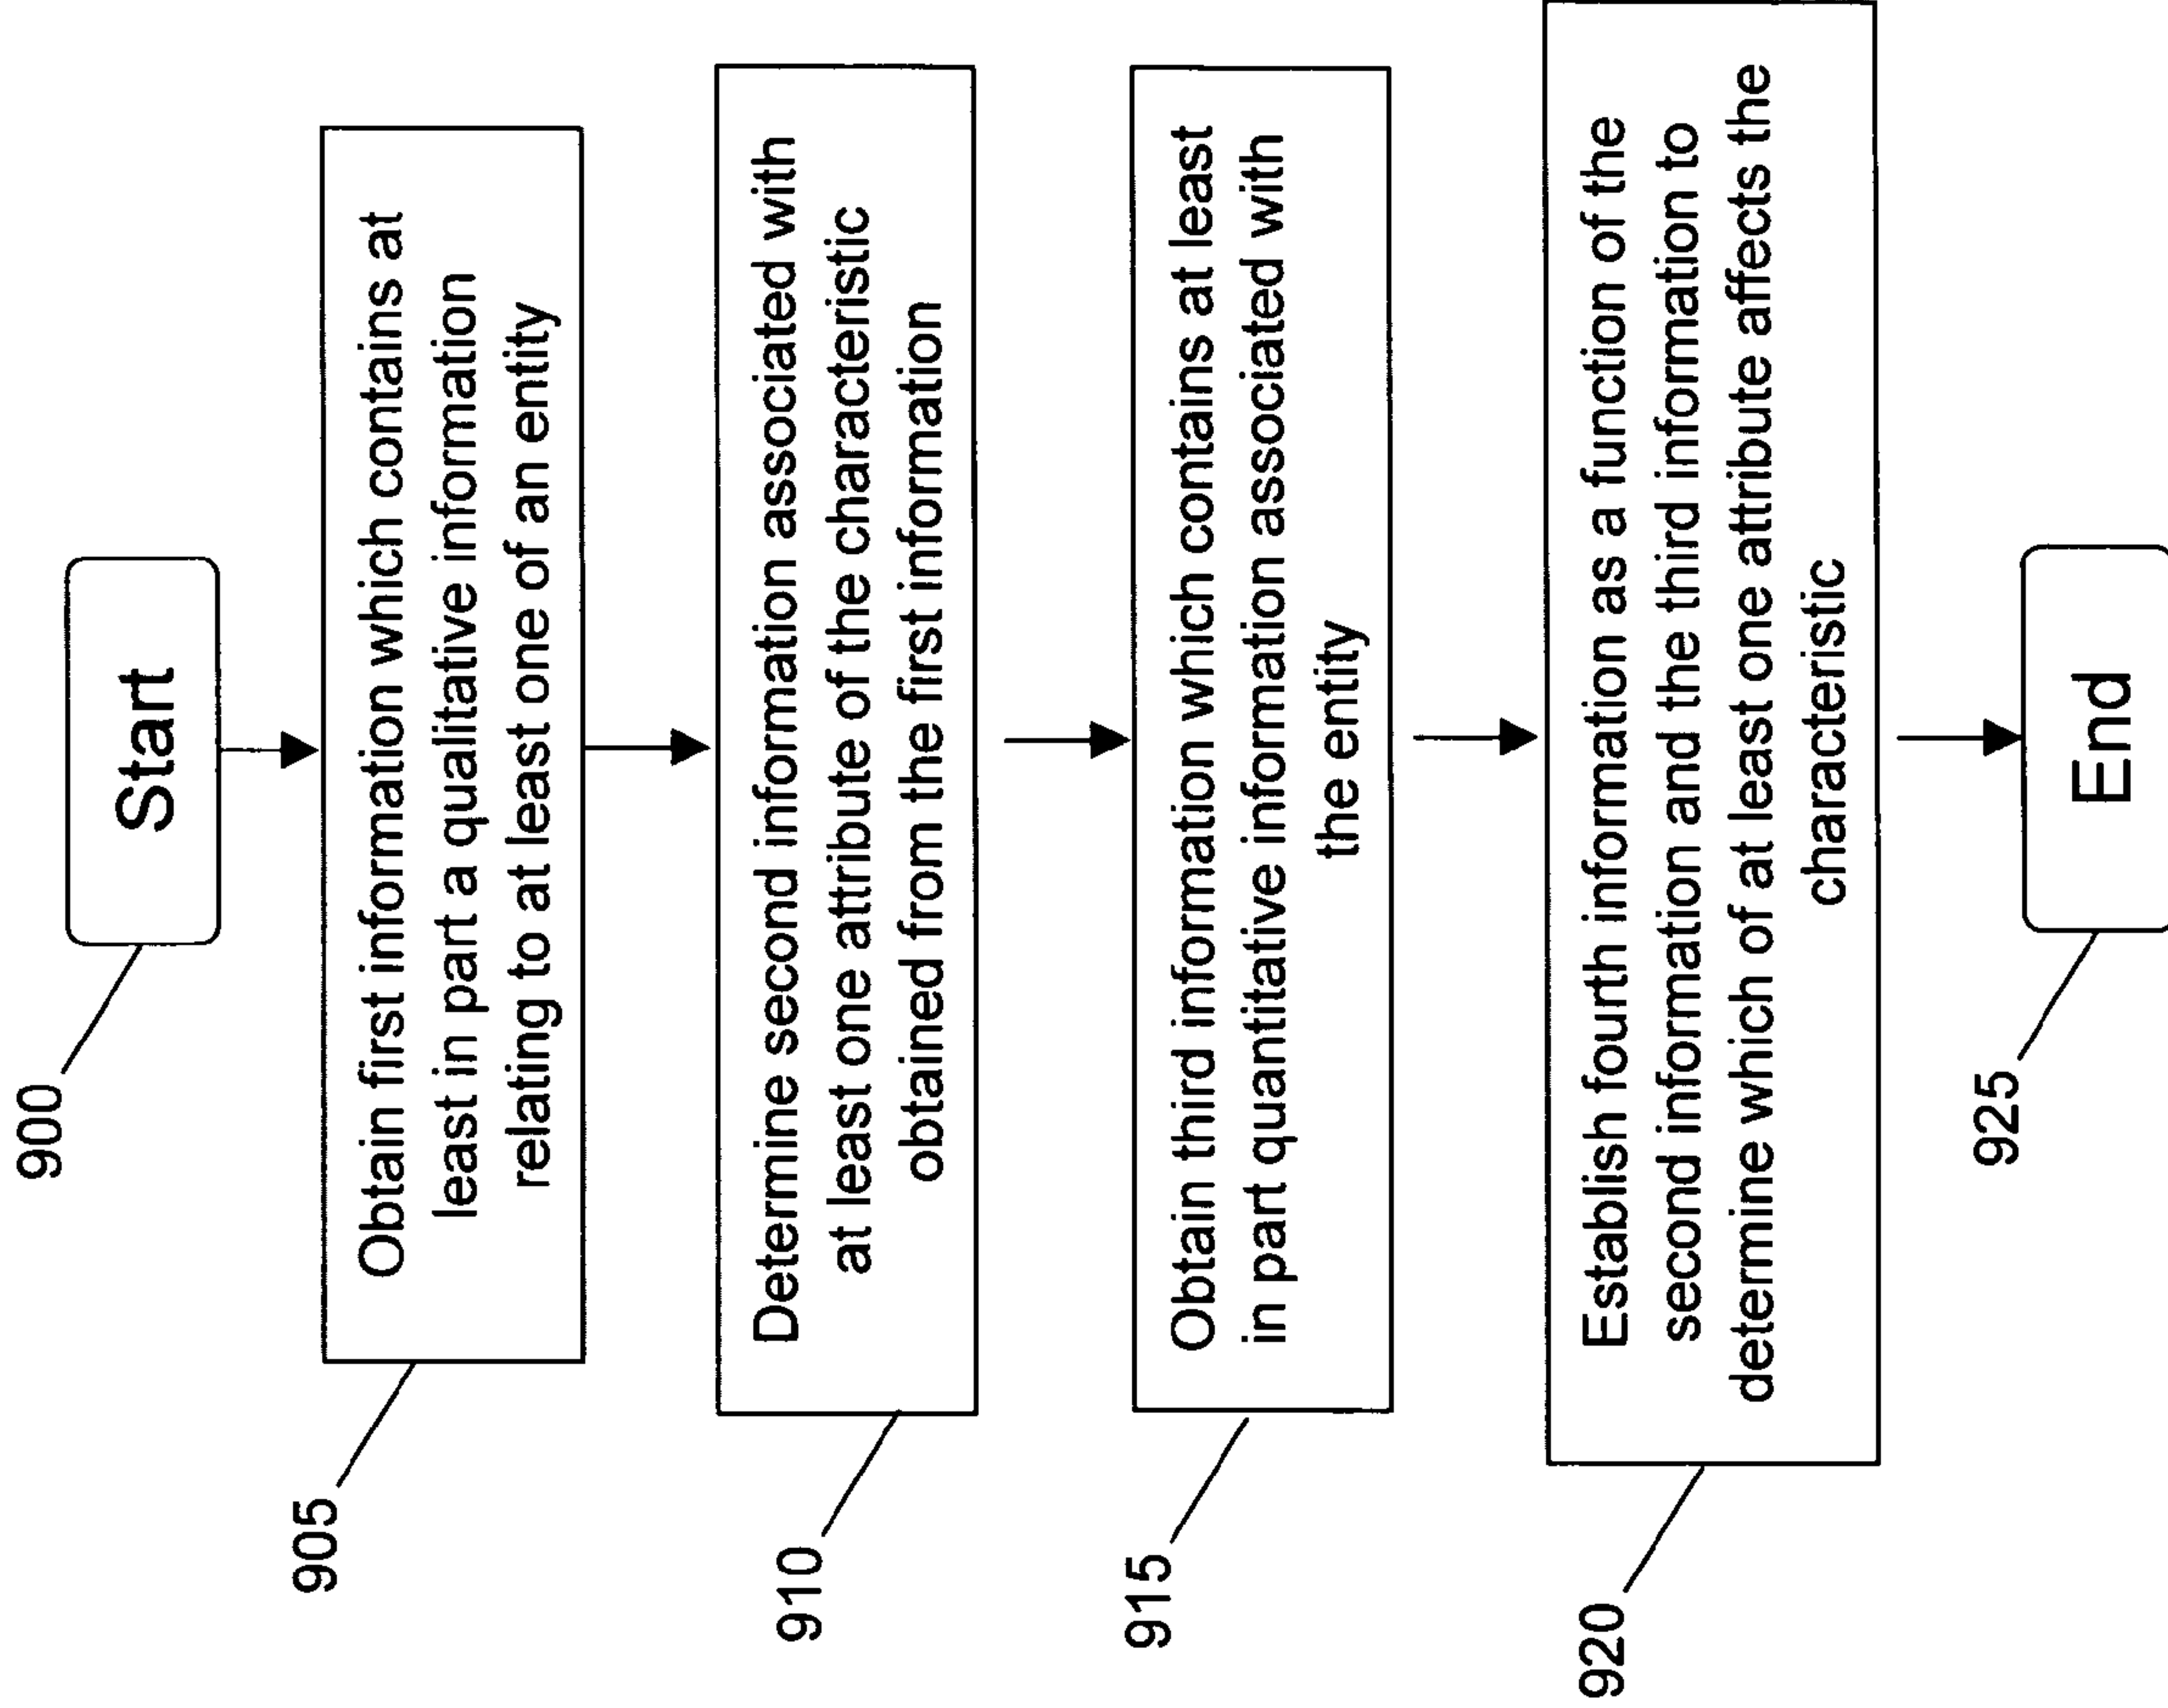 900
Start
905
Obtain first information which contains at
least in part a qualitative information
relating to at least one of an entity
910
Determine second information associated with
at least one attribute of the characteristic
obtained from the first information
915
Obtain third information which contains at least
in part quantitative information associated with
the entity
920
Establish fourth information as a function of the
second information and the third information to
determine which of at least one attribute affects the
characteristic
925
End